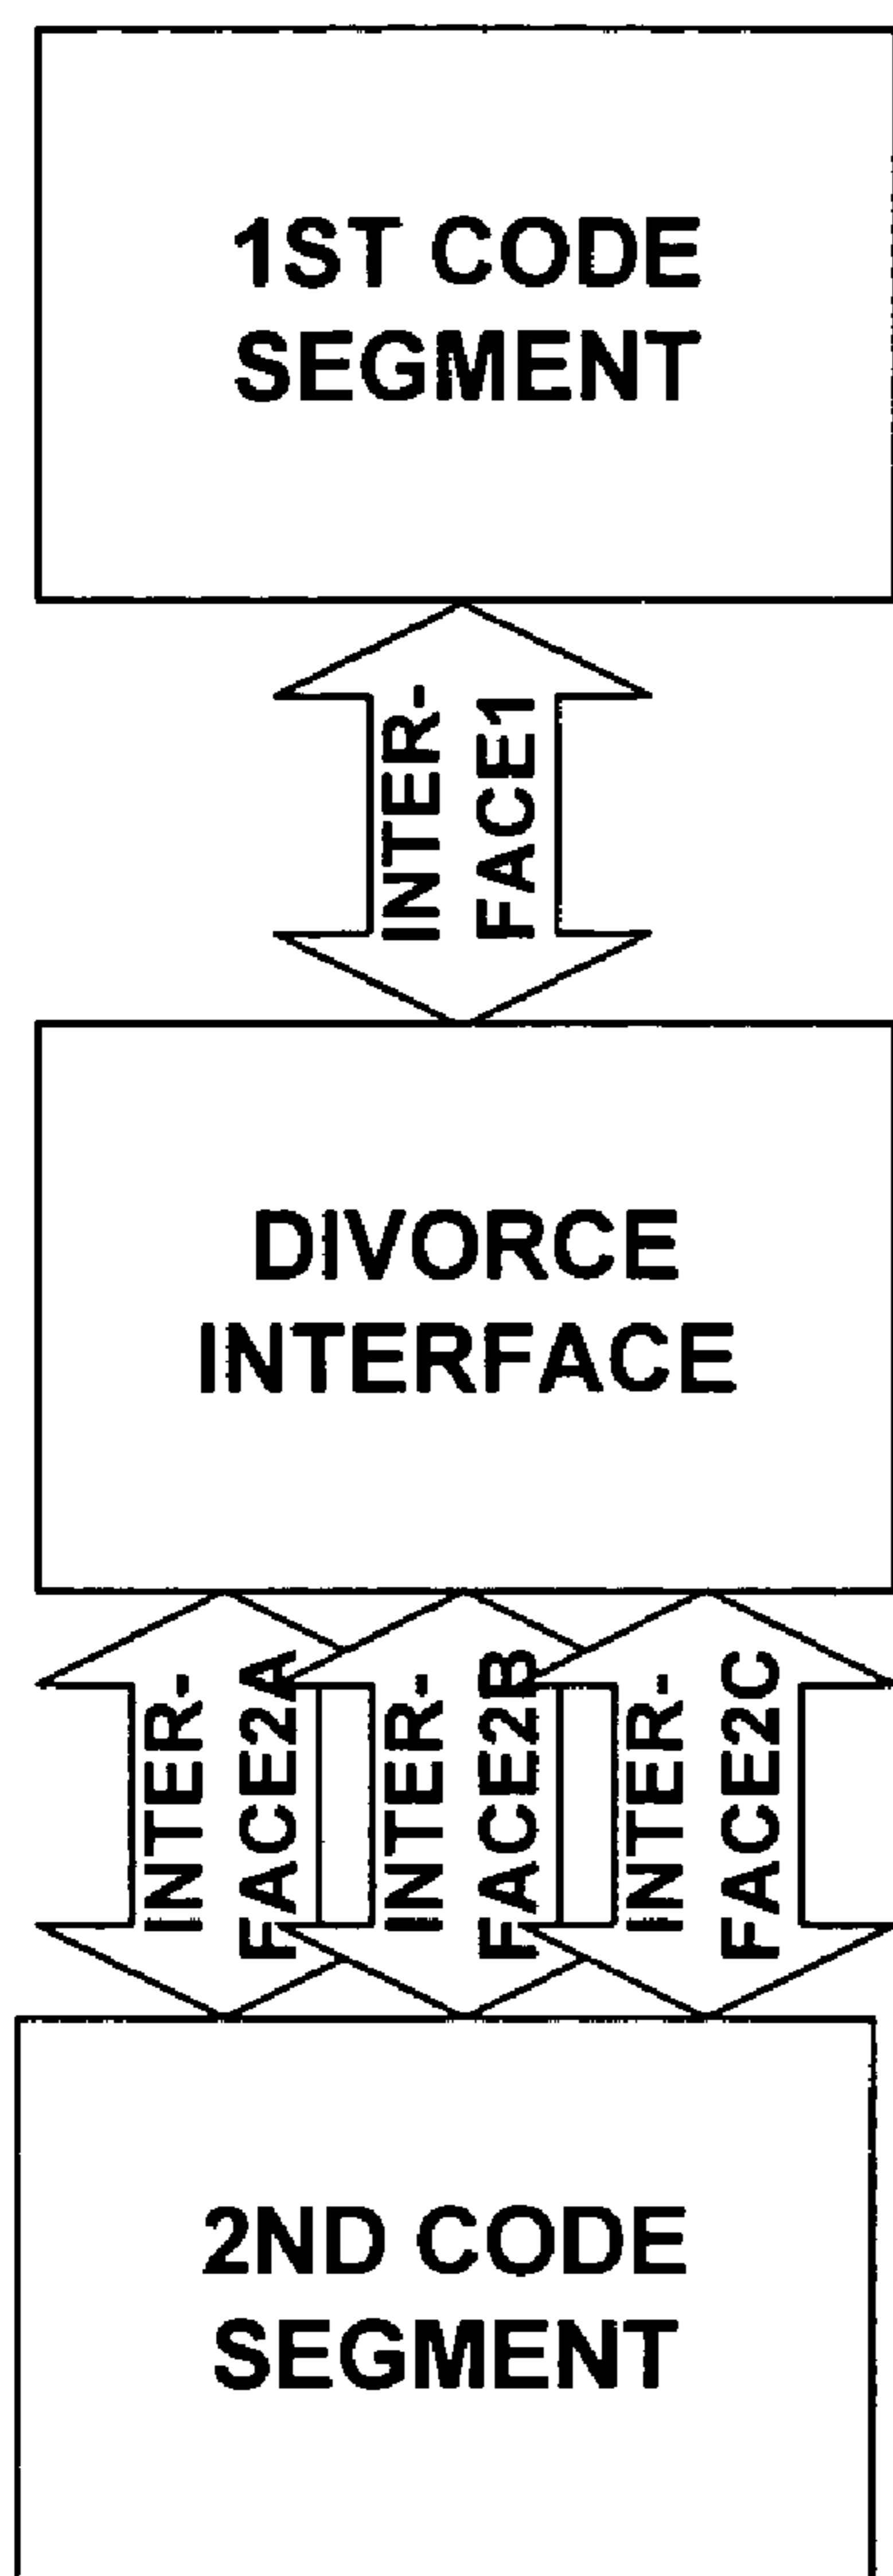 1ST CODE
SEGMENT
INTER-
FACE1
DIVORCE
INTERFACE
INTER-
FACE2A
INTER-
FACE2B
INTER-
FACE2C
2ND CODE
SEGMENT